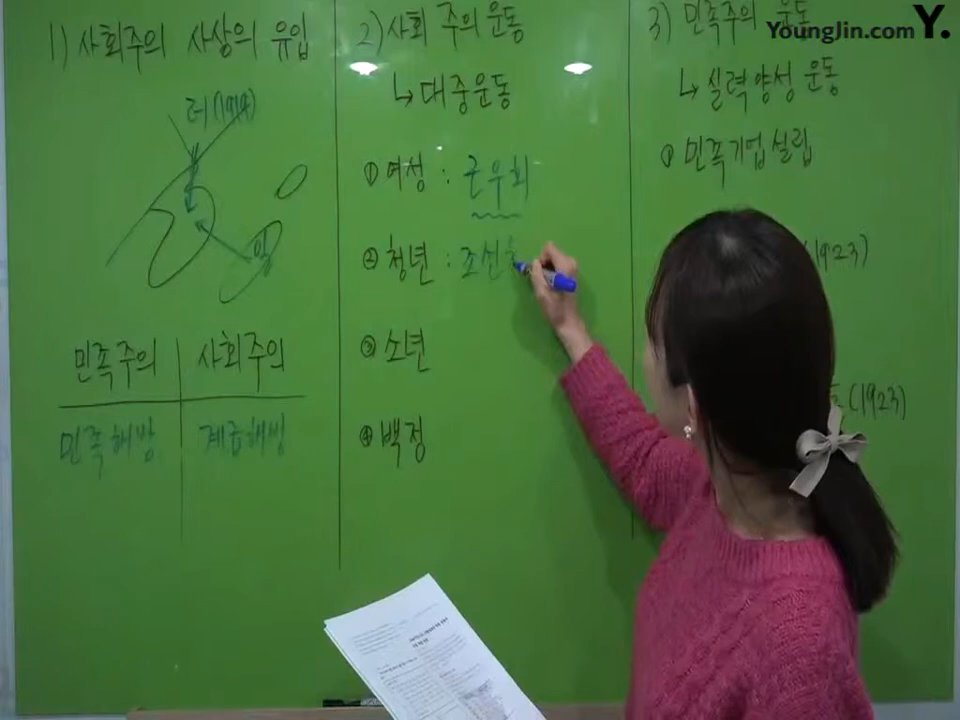 YoungJin.com Y.
1) 사회주의 사상의 유입
러(1917)
일
민족주의 사회주의
민족해방 계급해방
2) 사회주의 운동
↳ 대중운동
① 여성 : 근우회
② 청년 : 조선
③ 소년
④ 백정
3) 민족주의 운동
↳ 실력양성 운동
① 민족기업 설립
(1923)
(1923)